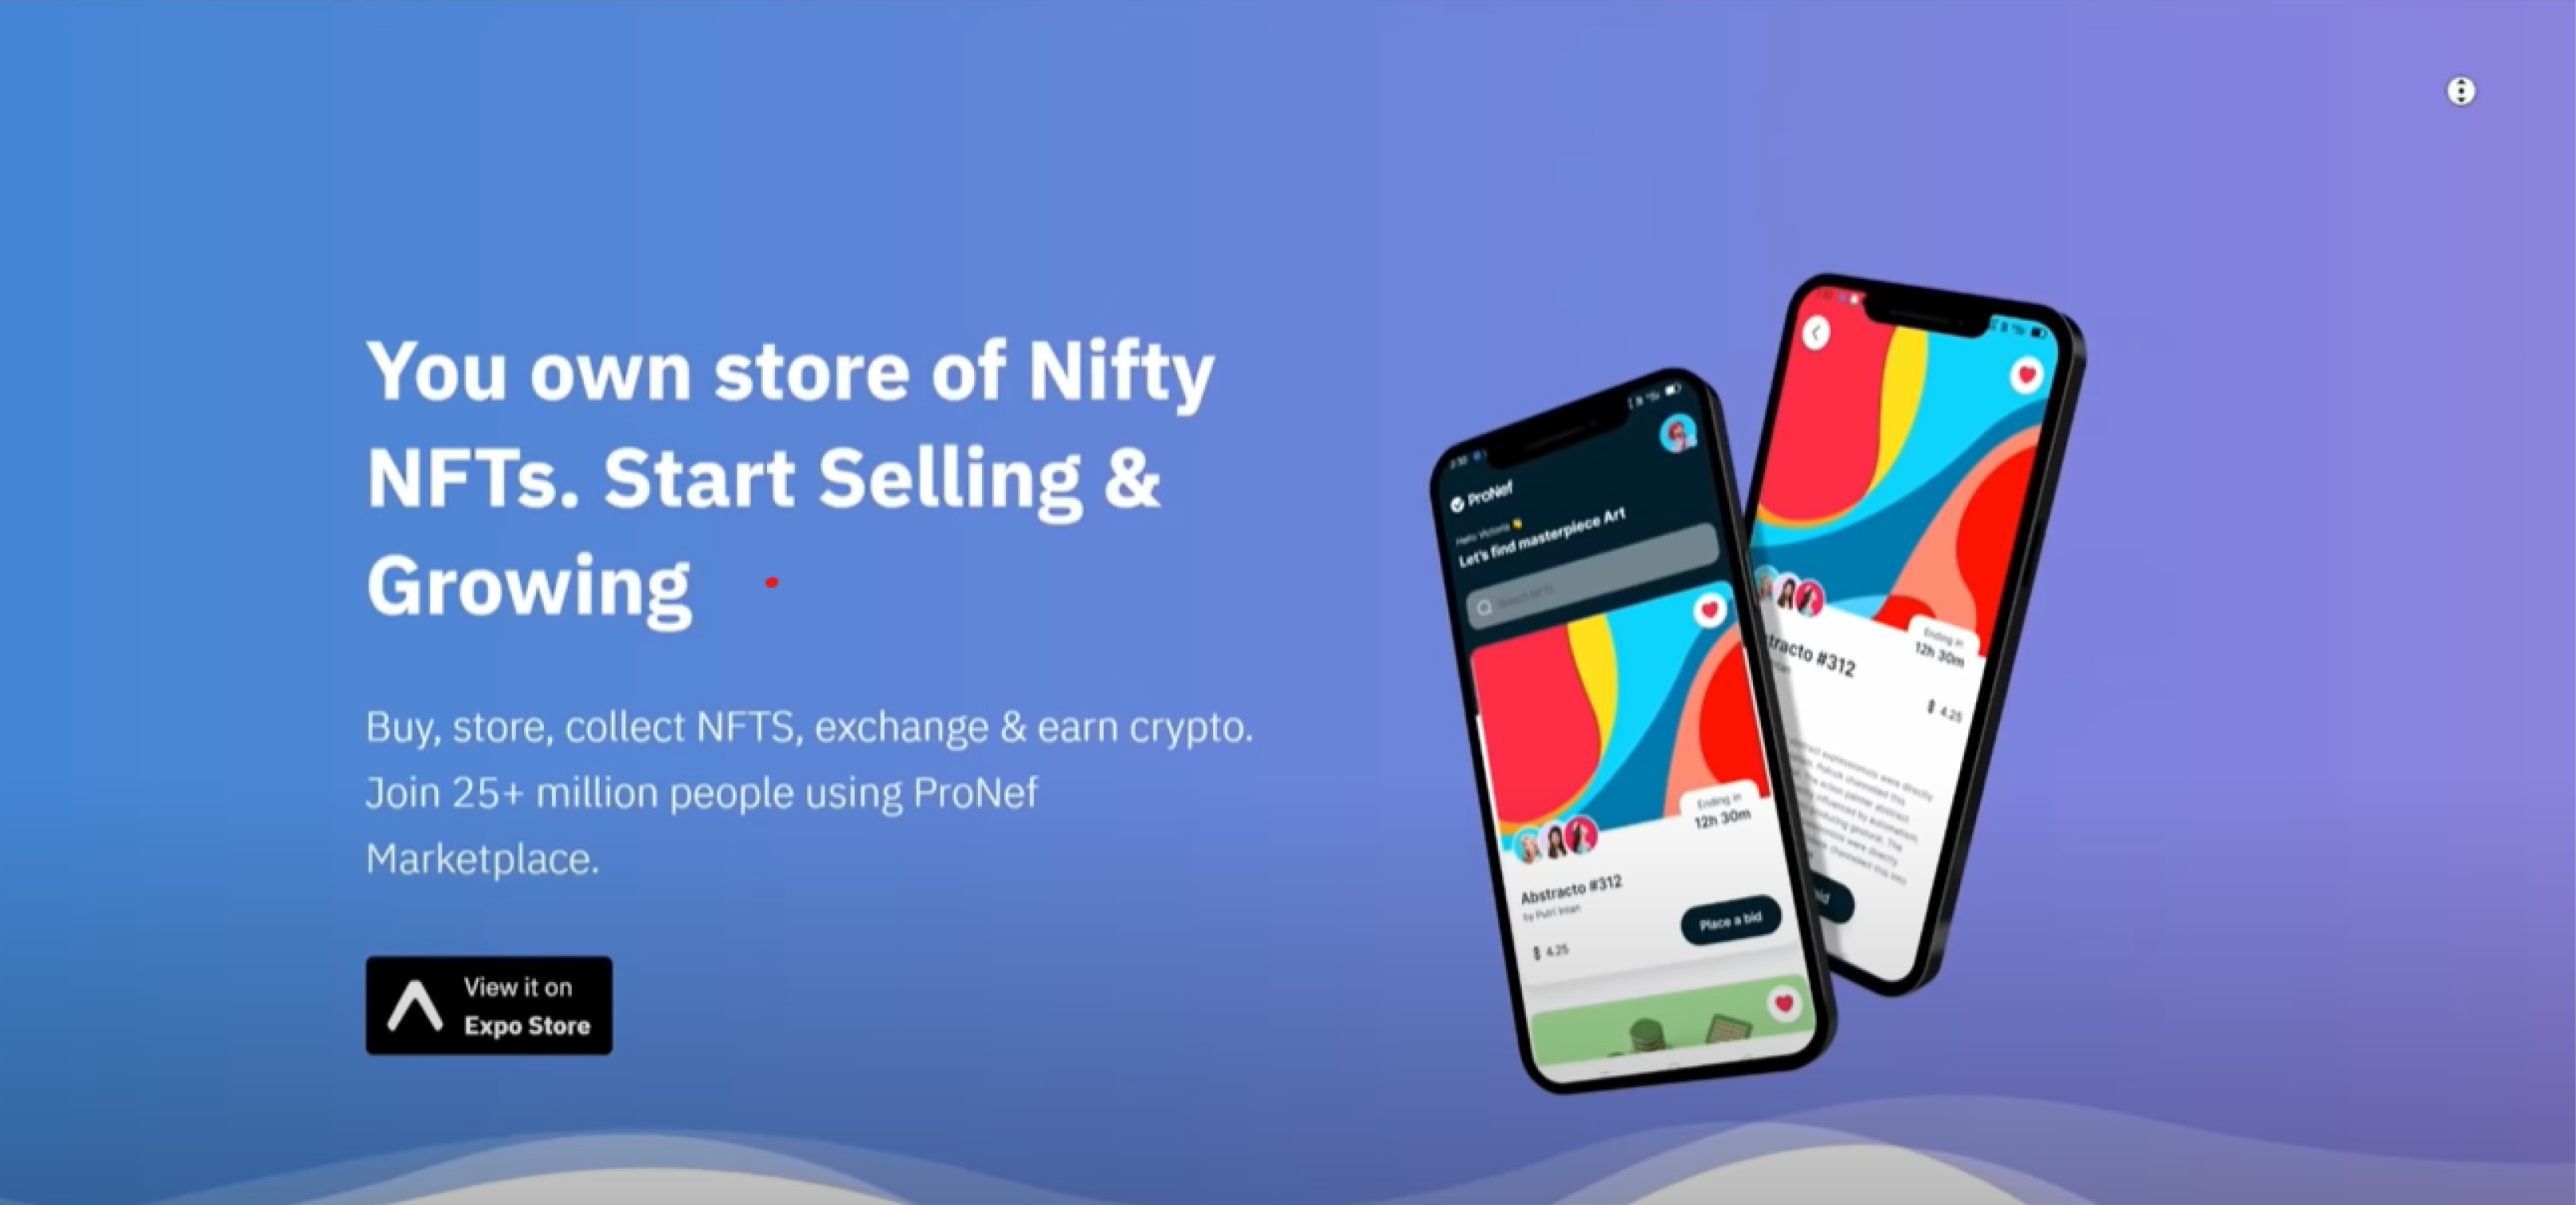 You own store of Nifty
NFTs. Start Selling &
Growing
Buy, store, collect NFTS, exchange & earn crypto.
Join 25+ million people using ProNef
Marketplace.
View it on
Expo Store
ProNef
Hello Victoria 👋
Let's find masterpiece Art
Search NFTs
Ending in
12h 30m
Abstracto #312
by Putri Intan
4.25
Place a bid
Ending in
12h 30m
tracto #312
4.25